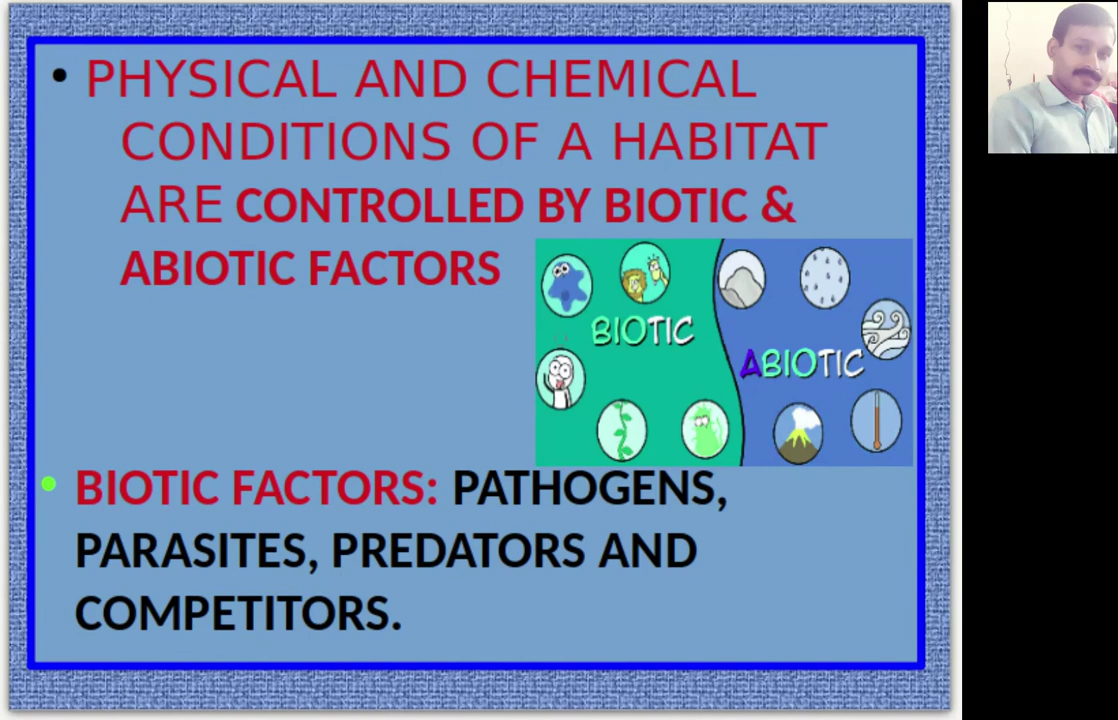 • PHYSICAL AND CHEMICAL
CONDITIONS OF A HABITAT
ARE CONTROLLED BY BIOTIC &
ABIOTIC FACTORS
BIOTIC
ABIOTIC
• BIOTIC FACTORS: PATHOGENS,
PARASITES, PREDATORS AND
COMPETITORS.